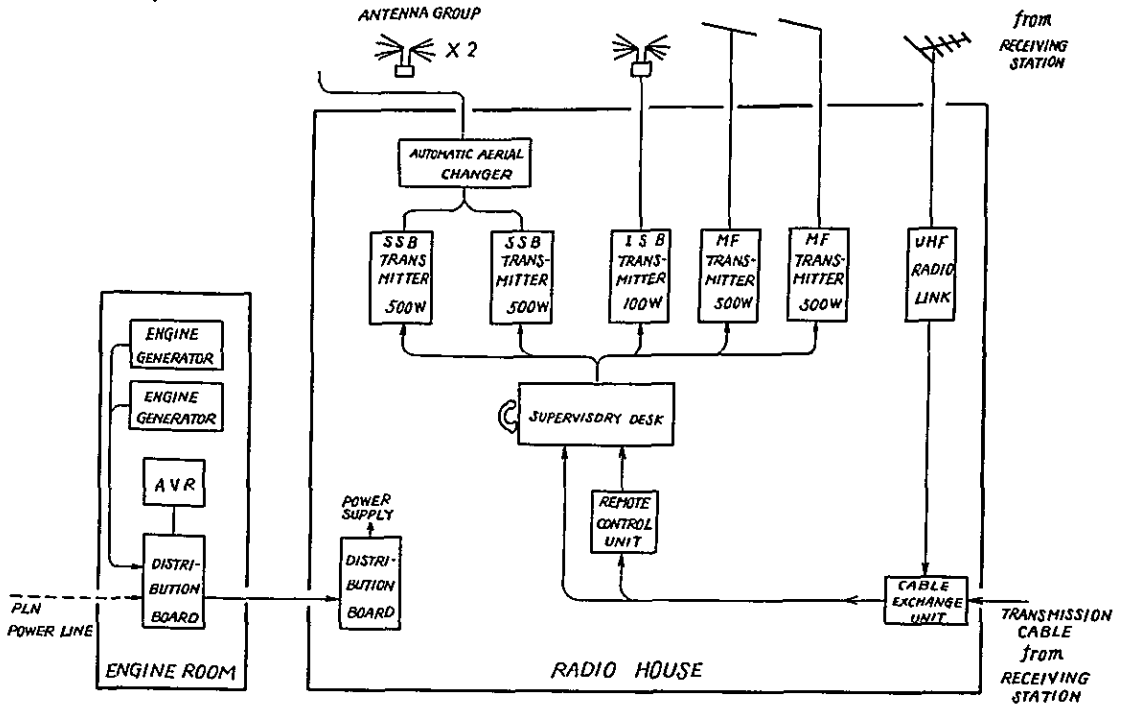 ANTENNA GROUP
X 2
from
RECEIVING
STATION
AUTOMATIC AERIAL
CHANGER
SSB
TRANS
MITTER
500W
SSB
TRANS-
MITTER
500W
ISB
TRANS-
MITTER
100W
MF
TRANS-
MITTER
500W
MF
TRANS-
MITTER
500W
UHF
RADIO
LINK
ENGINE
GENERATOR
ENGINE
GENERATOR
AVR
DISTRI-
BUTION
BOARD
PLN
POWER LINE
ENGINE ROOM
SUPERVISORY DESK
POWER
SUPPLY
DISTRI-
BUTION
BOARD
REMOTE
CONTROL
UNIT
CABLE
EXCHANGE
UNIT
TRANSMISSION
CABLE
from
RECEIVING
STATION
RADIO HOUSE